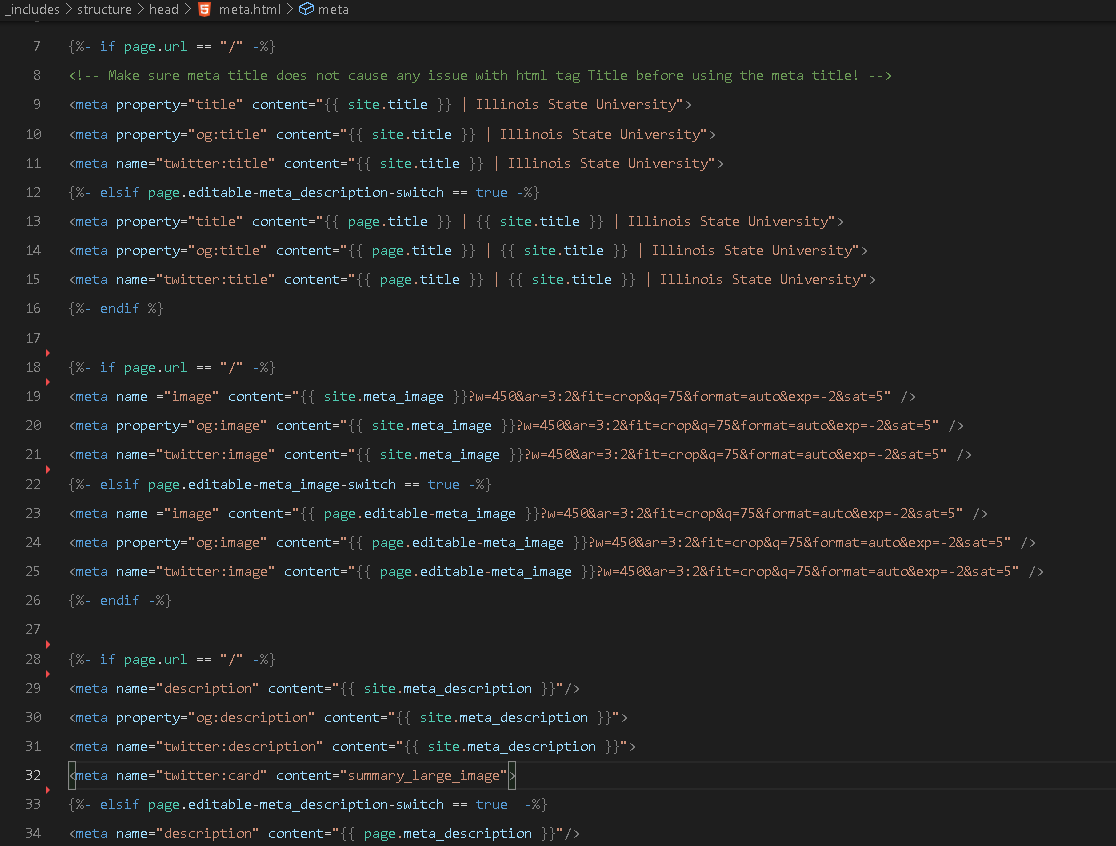 _includes > structure > head > meta.html > meta
7 {%- if page.url == "/" -%}
8 <!-- Make sure meta title does not cause any issue with html tag Title before using the meta title! -->
9 <meta property="title" content="{{ site.title }} | Illinois State University">
10 <meta property="og:title" content="{{ site.title }} | Illinois State University">
11 <meta name="twitter:title" content="{{ site.title }} | Illinois State University">
12 {%- elsif page.editable-meta_description-switch == true -%}
13 <meta property="title" content="{{ page.title }} | {{ site.title }} | Illinois State University">
14 <meta property="og:title" content="{{ page.title }} | {{ site.title }} | Illinois State University">
15 <meta name="twitter:title" content="{{ page.title }} | {{ site.title }} | Illinois State University">
16 {%- endif %}
17
18 {%- if page.url == "/" -%}
19 <meta name ="image" content="{{ site.meta_image }}?w=450&ar=3:2&fit=crop&q=75&format=auto&exp=-2&sat=5" />
20 <meta property="og:image" content="{{ site.meta_image }}?w=450&ar=3:2&fit=crop&q=75&format=auto&exp=-2&sat=5" />
21 <meta name="twitter:image" content="{{ site.meta_image }}?w=450&ar=3:2&fit=crop&q=75&format=auto&exp=-2&sat=5" />
22 {%- elsif page.editable-meta_image-switch == true -%}
23 <meta name ="image" content="{{ page.editable-meta_image }}?w=450&ar=3:2&fit=crop&q=75&format=auto&exp=-2&sat=5" />
24 <meta property="og:image" content="{{ page.editable-meta_image }}?w=450&ar=3:2&fit=crop&q=75&format=auto&exp=-2&sat=5" />
25 <meta name="twitter:image" content="{{ page.editable-meta_image }}?w=450&ar=3:2&fit=crop&q=75&format=auto&exp=-2&sat=5" />
26 {%- endif -%}
27
28 {%- if page.url == "/" -%}
29 <meta name="description" content="{{ site.meta_description }}"/>
30 <meta property="og:description" content="{{ site.meta_description }}">
31 <meta name="twitter:description" content="{{ site.meta_description }}">
32 <meta name="twitter:card" content="summary_large_image">
33 {%- elsif page.editable-meta_description-switch == true  -%}
34 <meta name="description" content="{{ page.meta_description }}"/>